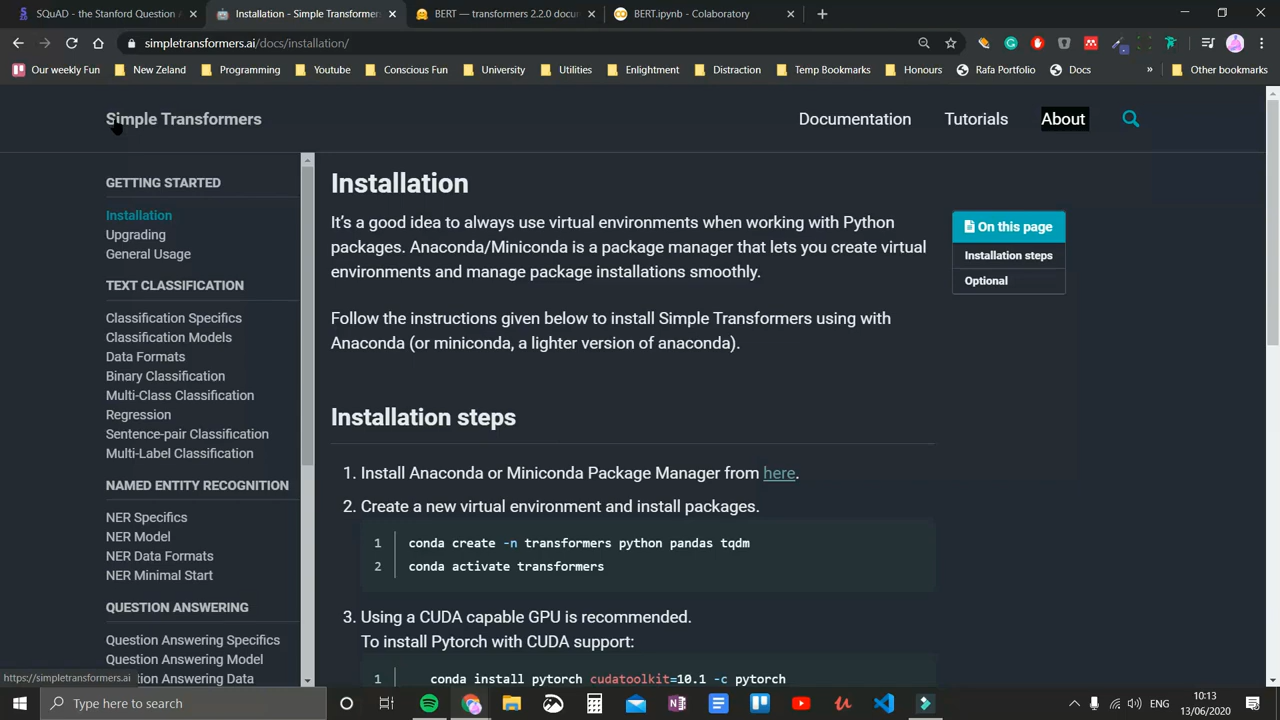 SQuAD - the Stanford Question An
Installation - Simple Transformers
BERT — transformers 2.2.0 docum
BERT.ipynb - Colaboratory
simpletransformers.ai/docs/installation/
Our weekly Fun
New Zeland
Programming
Youtube
Conscious Fun
University
Utilities
Enlightment
Distraction
Temp Bookmarks
Honours
Rafa Portfolio
Docs
»
Other bookmarks
Simple Transformers
Documentation
Tutorials
About
GETTING STARTED
Installation
Upgrading
General Usage
TEXT CLASSIFICATION
Classification Specifics
Classification Models
Data Formats
Binary Classification
Multi-Class Classification
Regression
Sentence-pair Classification
Multi-Label Classification
NAMED ENTITY RECOGNITION
NER Specifics
NER Model
NER Data Formats
NER Minimal Start
QUESTION ANSWERING
Question Answering Specifics
Question Answering Model
Question Answering Data
Installation
It's a good idea to always use virtual environments when working with Python
packages. Anaconda/Miniconda is a package manager that lets you create virtual
environments and manage package installations smoothly.
Follow the instructions given below to install Simple Transformers using with
Anaconda (or miniconda, a lighter version of anaconda).
Installation steps
1. Install Anaconda or Miniconda Package Manager from here.
2. Create a new virtual environment and install packages.
1 conda create -n transformers python pandas tqdm
2 conda activate transformers
3. Using a CUDA capable GPU is recommended.
To install Pytorch with CUDA support:
1 conda install pytorch cudatoolkit=10.1 -c pytorch
On this page
Installation steps
Optional
https://simpletransformers.ai
Type here to search
ENG
10:13
13/06/2020